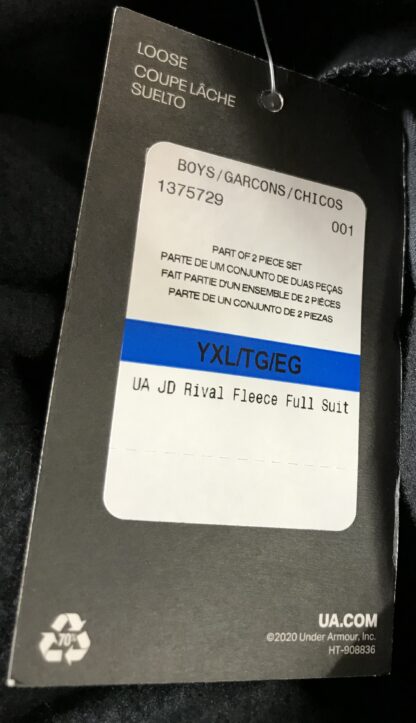 LOOSE
COUPE LÂCHE
SUELTO
BOYS/GARCONS/CHICOS
1375729
001
PART OF 2 PIECE SET
PARTE DE UM CONJUNTO DE DUAS PEÇAS
FAIT PARTIE D'UN ENSEMBLE DE 2 PIÈCES
PARTE DE UN CONJUNTO DE 2 PIEZAS
YXL/TG/EG
UA JD Rival Fleece Full Suit
70%
UA.COM
©2020 Under Armour, Inc.
HT-908836